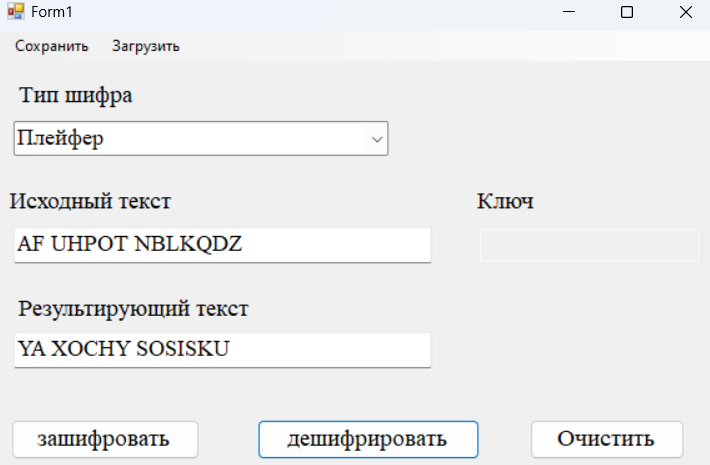 Form1
Сохранить Загрузить
Тип шифра
Плейфер
Исходный текст Ключ
AF UHPOT NBLKQDZ
Результирующий текст
YA XOCHY SOSISKU
зашифровать дешифрировать Очистить